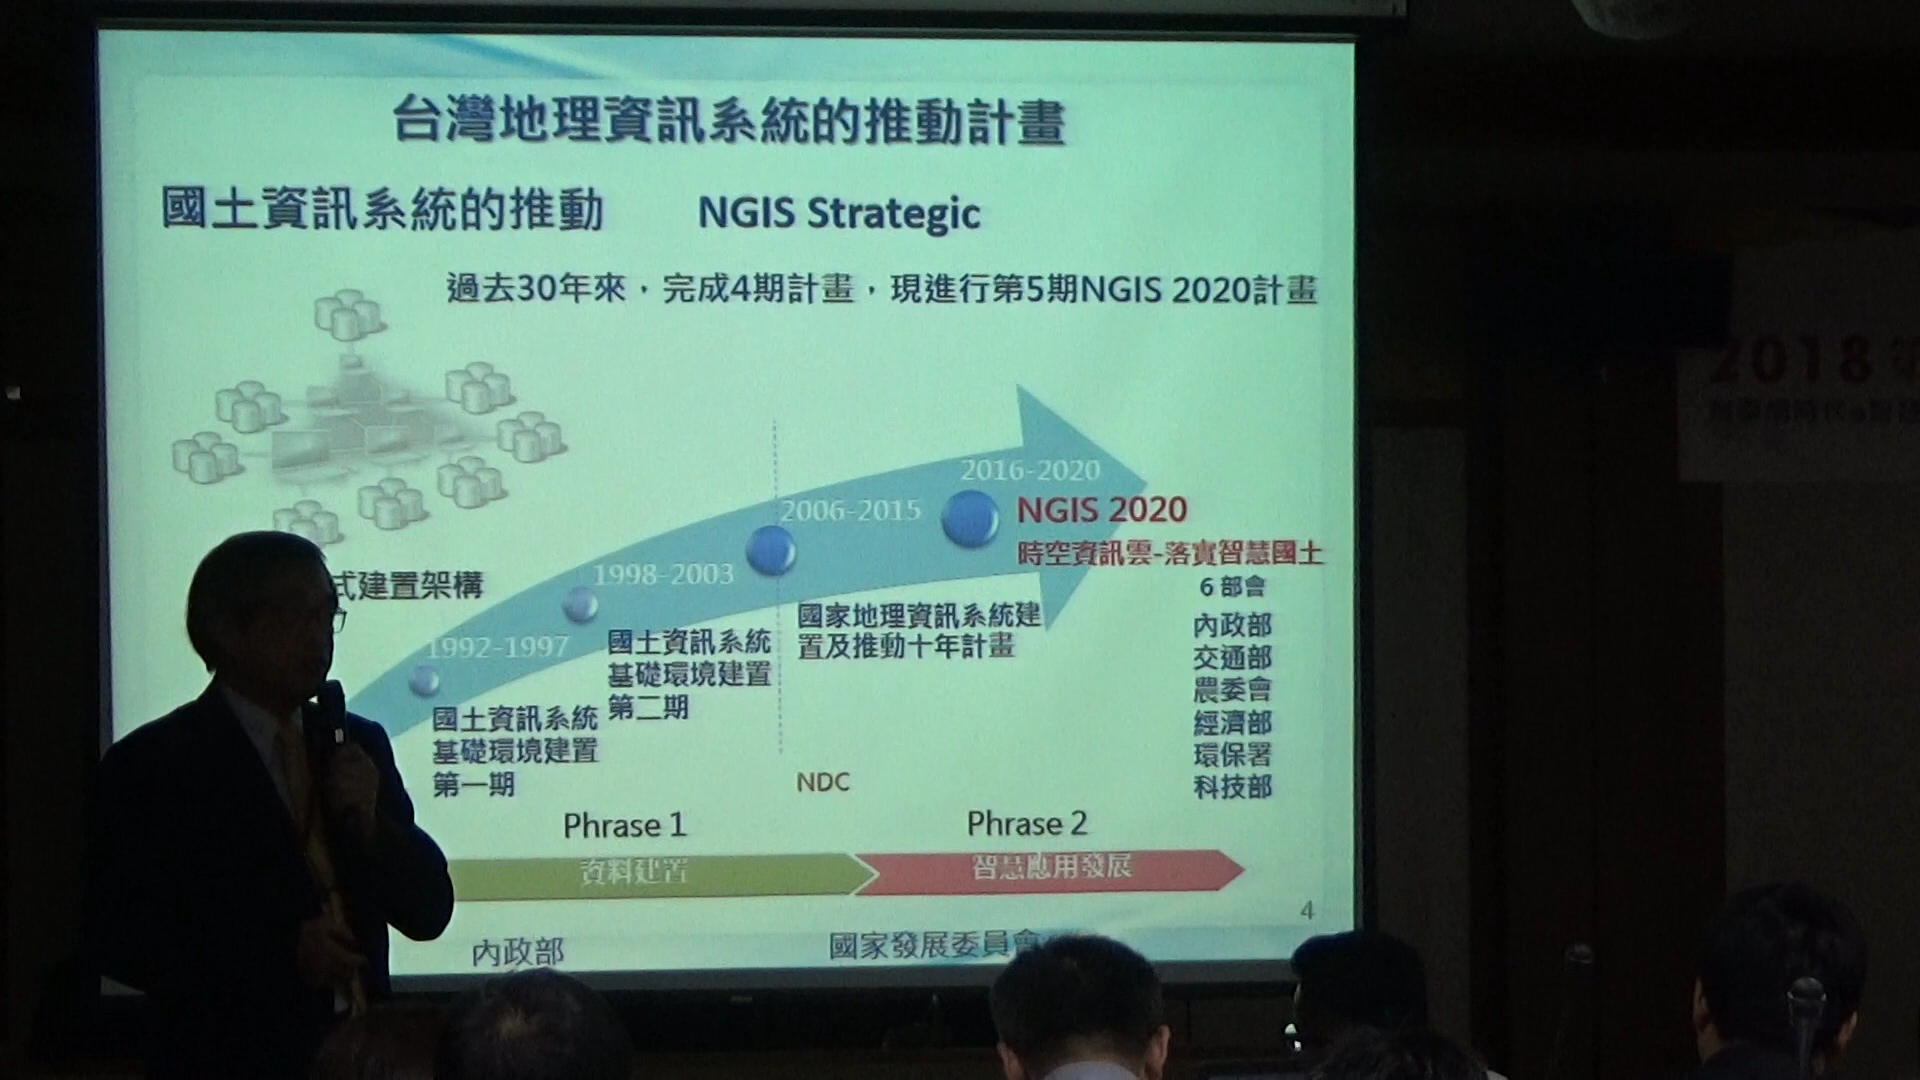 台灣地理資訊系統的推動計畫
國土資訊系統的推動 NGIS Strategic
過去30年來，完成4期計畫，現進行第5期NGIS 2020計畫
2016-2020
NGIS 2020
時空資訊雲-落實智慧國土
6部會
內政部
交通部
農委會
經濟部
環保署
科技部
2006-2015
國家地理資訊系統建
置及推動十年計畫
1998-2003
國土資訊系統
基礎環境建置
第二期
式建置架構
1992-1997
國土資訊系統
基礎環境建置
第一期
NDC
Phrase 1
Phrase 2
資料建置
智慧應用發展
4
內政部
國家發展委員會
2018 第